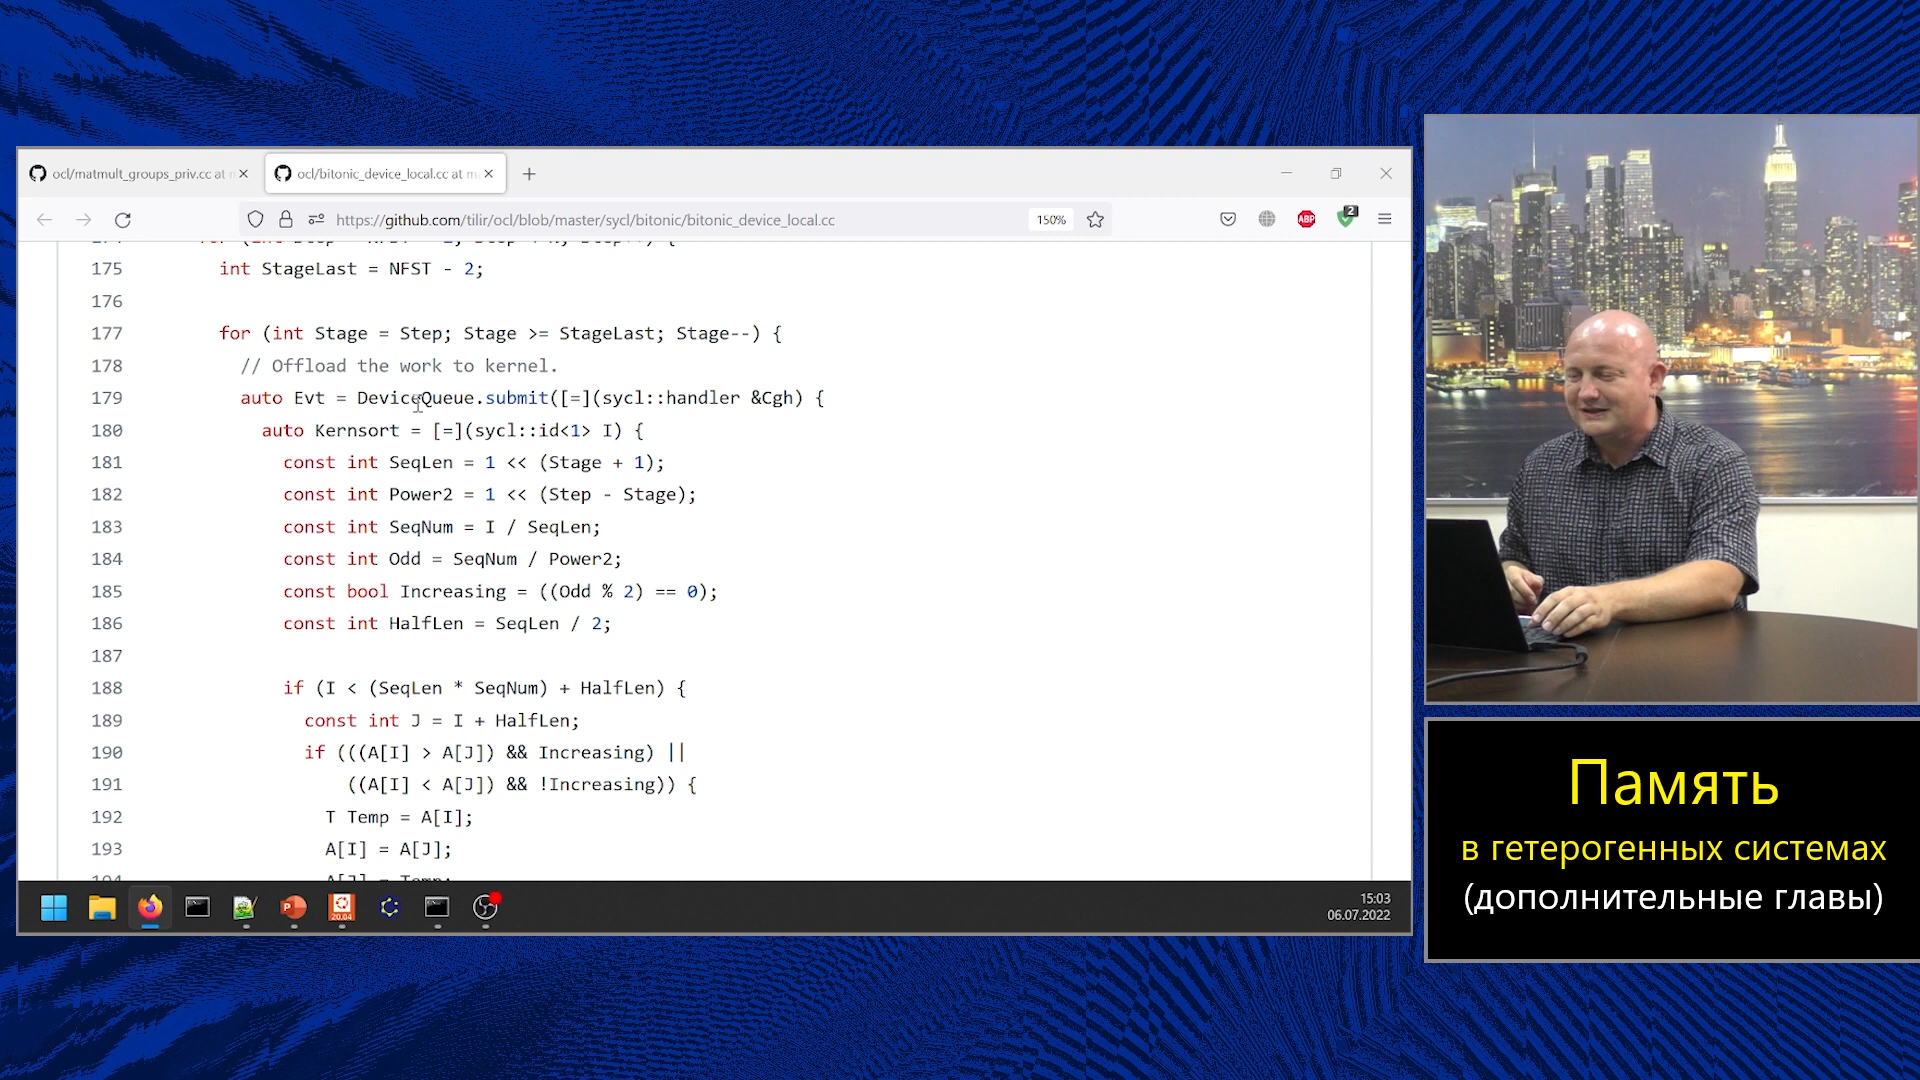 ocl/matmult_groups_priv.cc at
ocl/bitonic_device_local.cc at
https://github.com/tilir/ocl/blob/master/sycl/bitonic/bitonic_device_local.cc
150%
ABP
2
175 int StageLast = NFST - 2;
176
177 for (int Stage = Step; Stage >= StageLast; Stage--) {
178 // Offload the work to kernel.
179 auto Evt = DeviceQueue.submit([=](sycl::handler &Cgh) {
180 auto Kernsort = [=](sycl::id<1> I) {
181 const int SeqLen = 1 << (Stage + 1);
182 const int Power2 = 1 << (Step - Stage);
183 const int SeqNum = I / SeqLen;
184 const int Odd = SeqNum / Power2;
185 const bool Increasing = ((Odd % 2) == 0);
186 const int HalfLen = SeqLen / 2;
187
188 if (I < (SeqLen * SeqNum) + HalfLen) {
189 const int J = I + HalfLen;
190 if (((A[I] > A[J]) && Increasing) ||
191 ((A[I] < A[J]) && !Increasing)) {
192 T Temp = A[I];
193 A[I] = A[J];
20.04
15:03
06.07.2022
Память
в гетерогенных системах
(дополнительные главы)